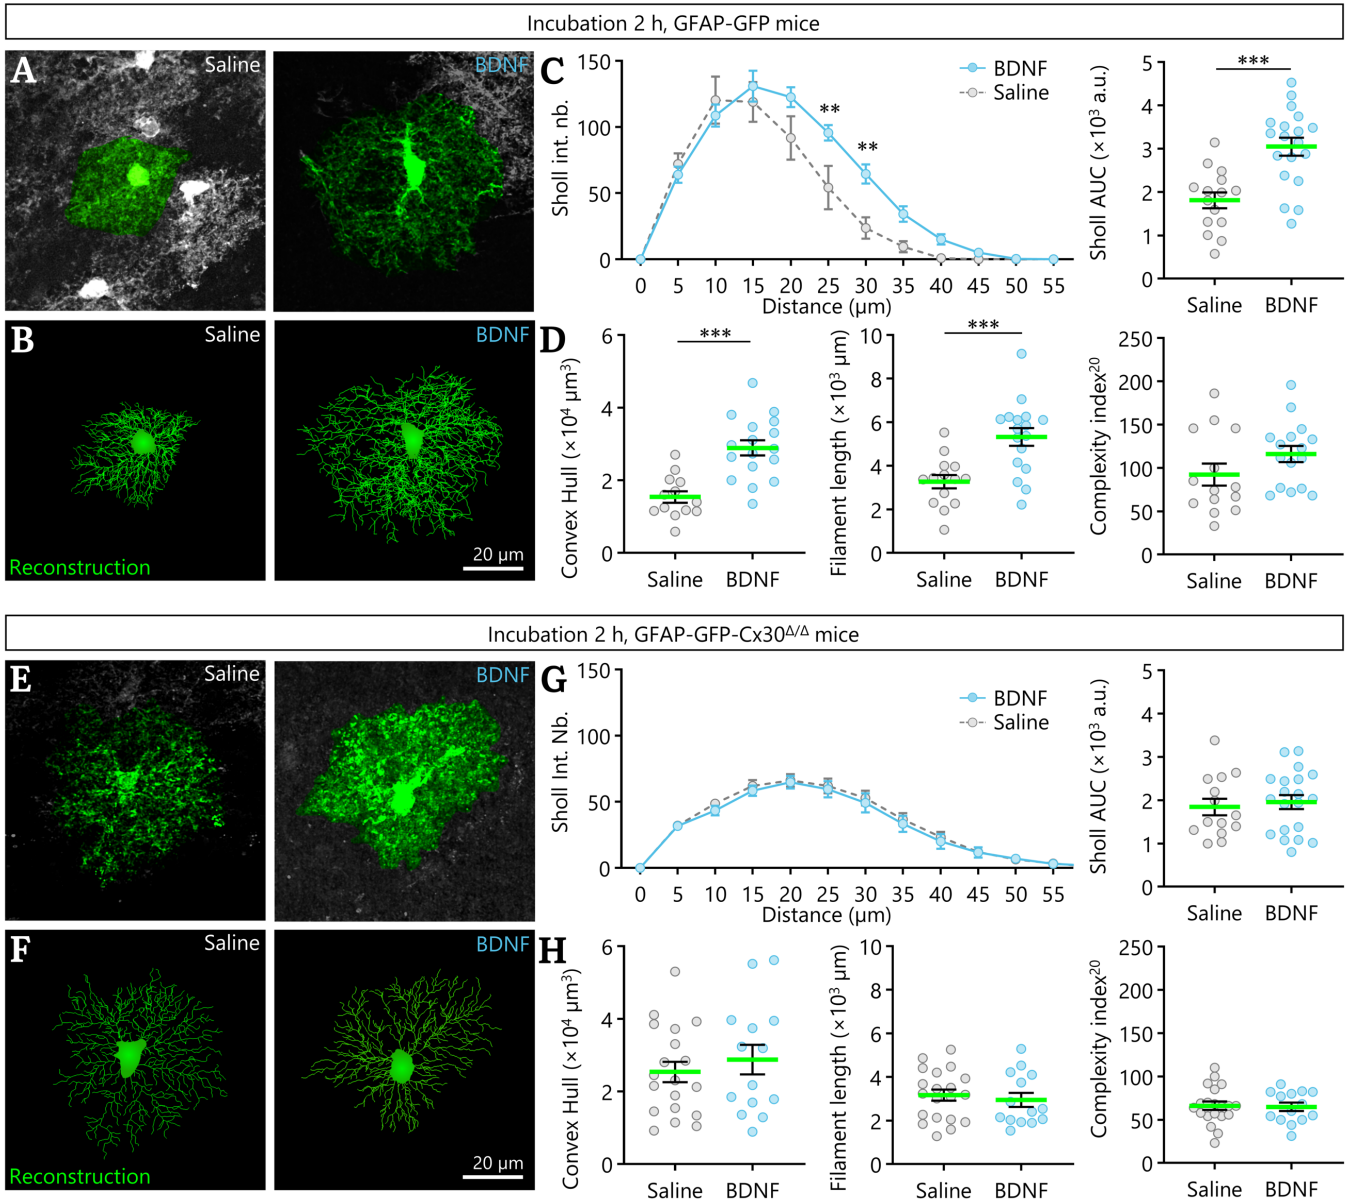 Incubation 2 h, GFAP-GFP mice
A
Saline
BDNF
C
Sholl int. nb.
150
100
50
0
BDNF
Saline
**
**
0 5 10 15 20 25 30 35 40 45 50 55
Distance (µm)
Sholl AUC (×10³ a.u.)
5
4
3
2
1
0
***
Saline BDNF
B
Saline
BDNF
Reconstruction
20 µm
D
Convex Hull (×10⁴ µm³)
6
4
2
0
***
Saline BDNF
Filament length (×10³ µm)
10
8
6
4
2
0
***
Saline BDNF
Complexity index²⁰
250
200
150
100
50
0
Saline BDNF
Incubation 2 h, GFAP-GFP-Cx30Δ/Δ mice
E
Saline
BDNF
G
Sholl Int. Nb.
150
100
50
0
BDNF
Saline
0 5 10 15 20 25 30 35 40 45 50 55
Distance (µm)
Sholl AUC (×10³ a.u.)
5
4
3
2
1
0
Saline BDNF
F
Saline
BDNF
Reconstruction
20 µm
H
Convex Hull (×10⁴ µm³)
6
4
2
0
Saline BDNF
Filament length (×10³ µm)
10
8
6
4
2
0
Saline BDNF
Complexity index²⁰
250
200
150
100
50
0
Saline BDNF